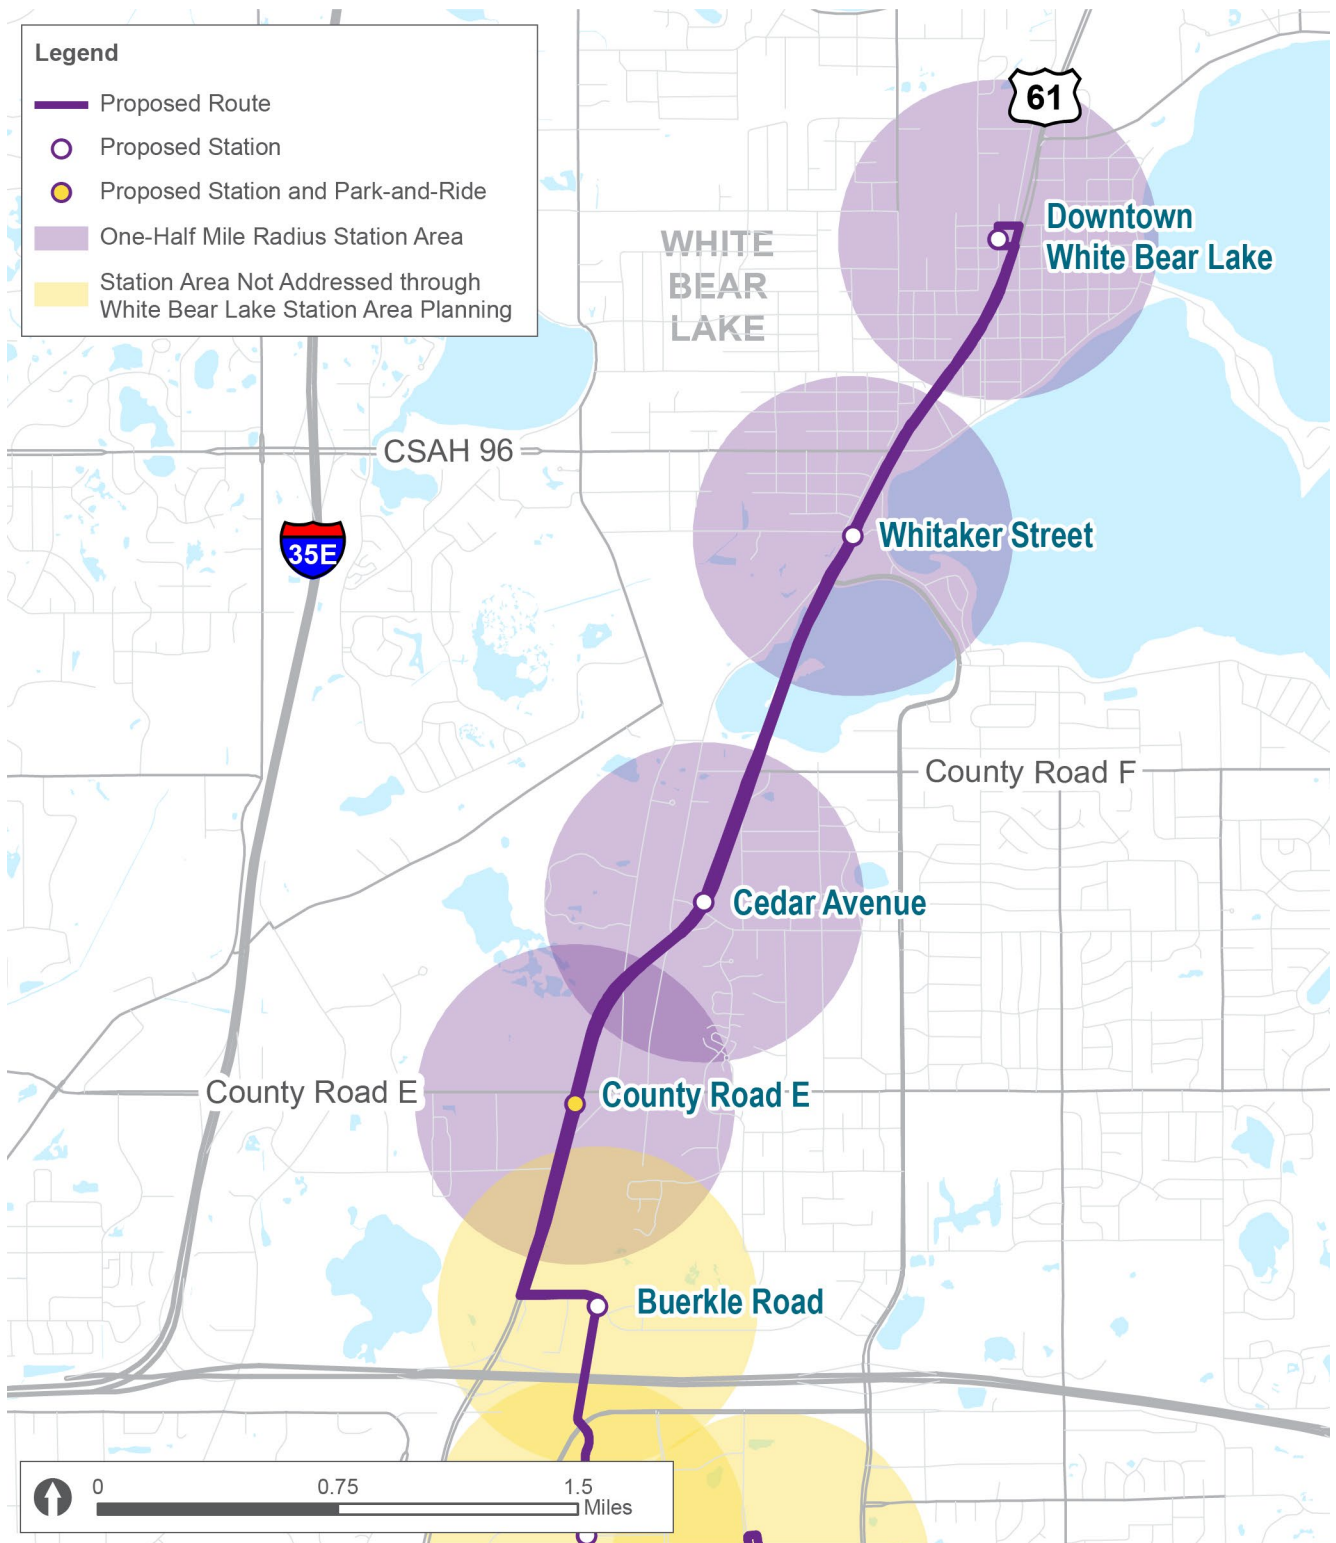 Legend
Proposed Route
Proposed Station
Proposed Station and Park-and-Ride
One-Half Mile Radius Station Area
Station Area Not Addressed through
White Bear Lake Station Area Planning
61
Downtown
White Bear Lake
WHITE
BEAR
LAKE
CSAH 96
35E
Whitaker Street
County Road F
Cedar Avenue
County Road E
County Road E
Buerkle Road
0 0.75 1.5
Miles